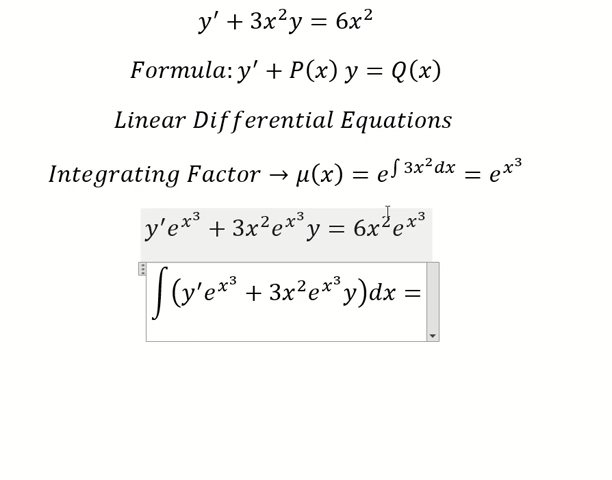 y′ + 3x²y = 6x²
Formula: y′ + P(x) y = Q(x)
Linear Differential Equations
Integrating Factor → μ(x) = e^{∫ 3x²dx} = e^{x³}
y′e^{x³} + 3x²e^{x³}y = 6x²e^{x³}
∫(y′e^{x³} + 3x²e^{x³}y)dx =